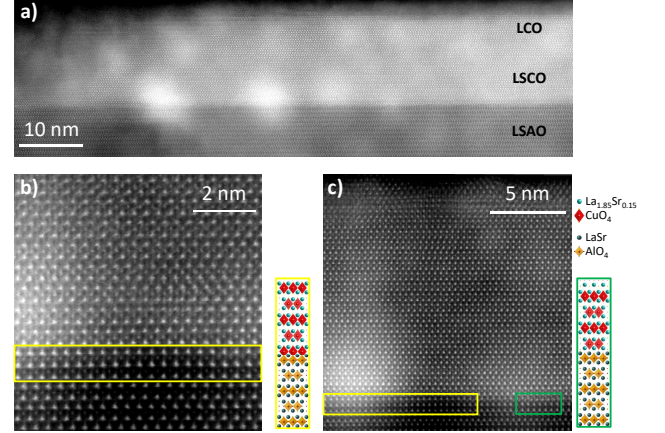 a)
LCO
LSCO
LSAO
10 nm
b)
2 nm
c)
5 nm
La₁.₈₅Sr₀.₁₅
CuO₄
LaSr
AlO₄